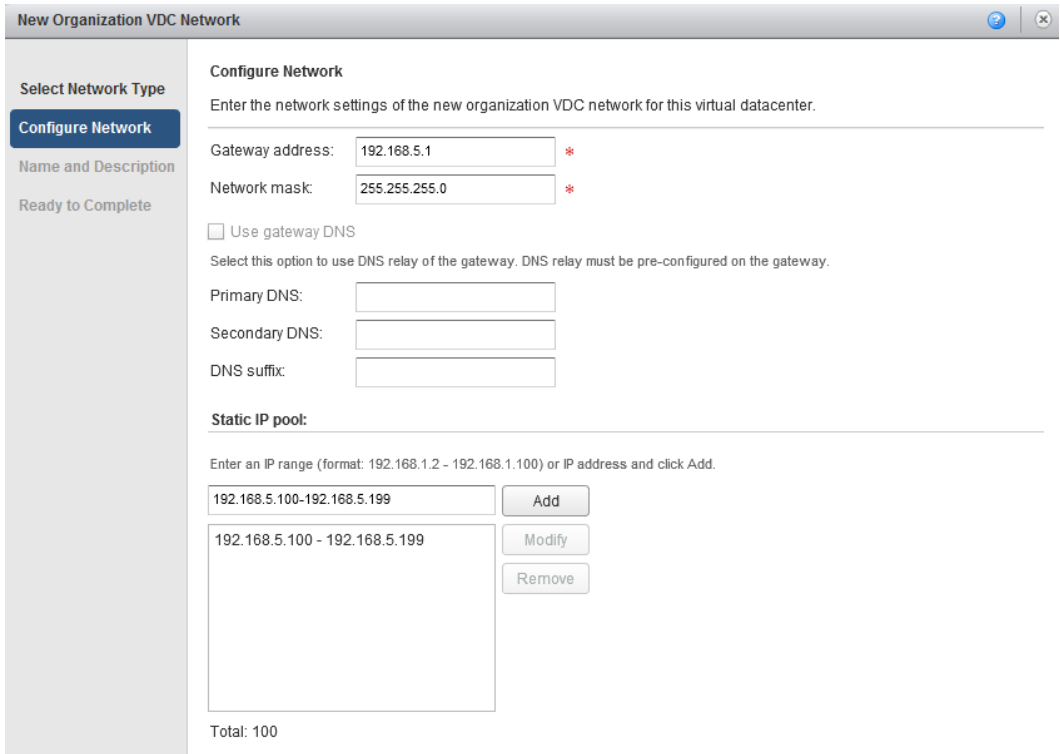 New Organization VDC Network
Select Network Type
Configure Network
Name and Description
Ready to Complete
Configure Network
Enter the network settings of the new organization VDC network for this virtual datacenter.
Gateway address: 192.168.5.1 *
Network mask: 255.255.255.0 *
Use gateway DNS
Select this option to use DNS relay of the gateway. DNS relay must be pre-configured on the gateway.
Primary DNS:
Secondary DNS:
DNS suffix:
Static IP pool:
Enter an IP range (format: 192.168.1.2 - 192.168.1.100) or IP address and click Add.
192.168.5.100-192.168.5.199 Add
192.168.5.100 - 192.168.5.199 Modify
Remove
Total: 100